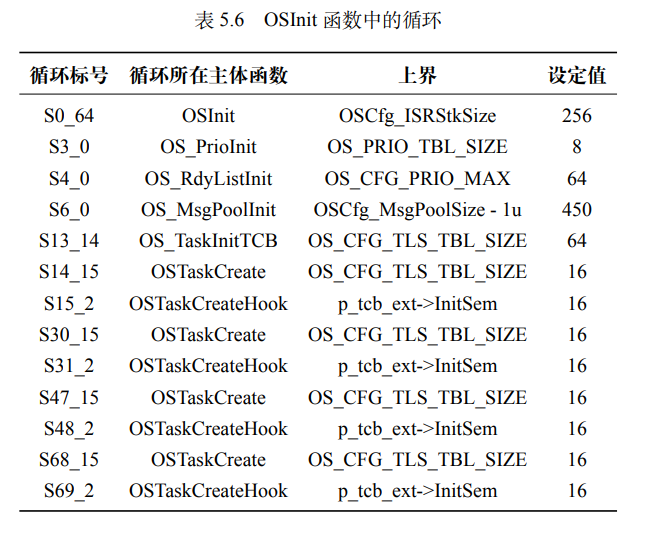 表 5.6 OSInit 函数中的循环
循环标号 循环所在主体函数 上界 设定值
S0_64 OSInit OSCfg_ISRStkSize 256
S3_0 OS_PrioInit OS_PRIO_TBL_SIZE 8
S4_0 OS_RdyListInit OS_CFG_PRIO_MAX 64
S6_0 OS_MsgPoolInit OSCfg_MsgPoolSize - 1u 450
S13_14 OS_TaskInitTCB OS_CFG_TLS_TBL_SIZE 64
S14_15 OSTaskCreate OS_CFG_TLS_TBL_SIZE 16
S15_2 OSTaskCreateHook p_tcb_ext->InitSem 16
S30_15 OSTaskCreate OS_CFG_TLS_TBL_SIZE 16
S31_2 OSTaskCreateHook p_tcb_ext->InitSem 16
S47_15 OSTaskCreate OS_CFG_TLS_TBL_SIZE 16
S48_2 OSTaskCreateHook p_tcb_ext->InitSem 16
S68_15 OSTaskCreate OS_CFG_TLS_TBL_SIZE 16
S69_2 OSTaskCreateHook p_tcb_ext->InitSem 16